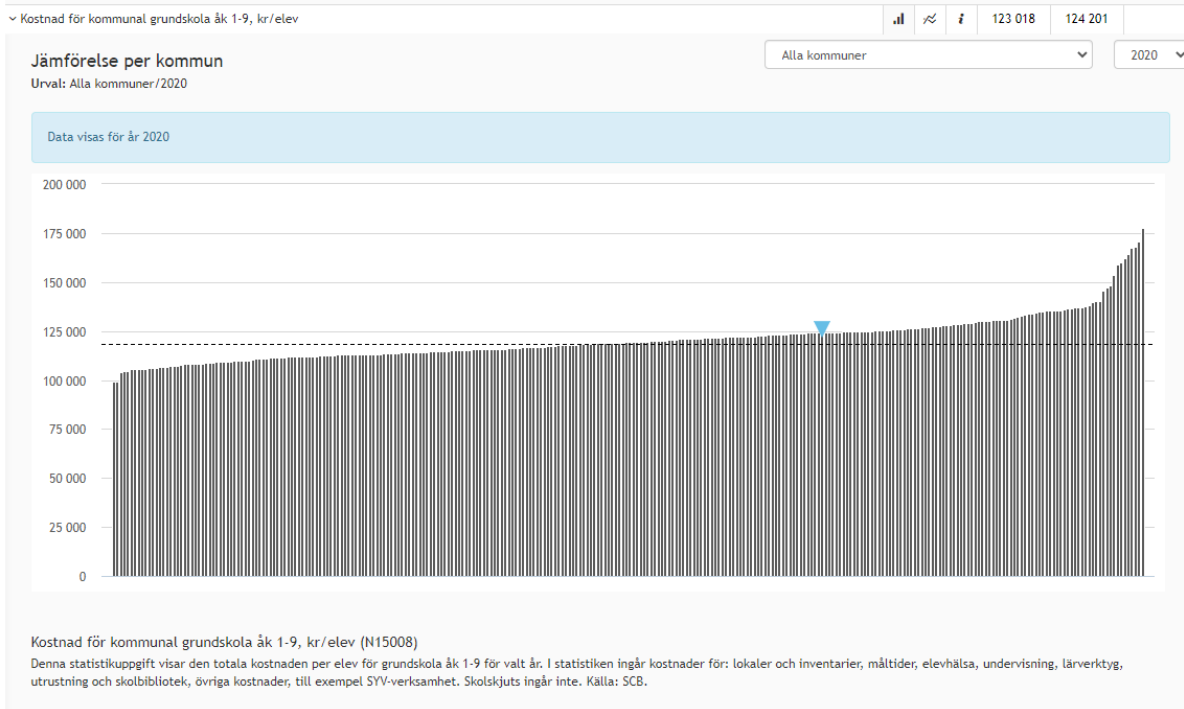 Kostnad för kommunal grundskola åk 1-9, kr/elev 123 018 124 201
Jämförelse per kommun
Alla kommuner 2020
Urval: Alla kommuner/2020
Data visas för år 2020
200 000
175 000
150 000
125 000
100 000
75 000
50 000
25 000
0
Kostnad för kommunal grundskola åk 1-9, kr/elev (N15008)
Denna statistikuppgift visar den totala kostnaden per elev för grundskola åk 1-9 för valt år. I statistiken ingår kostnader för: lokaler och inventarier, måltider, elevhälsa, undervisning, lärverktyg,
utrustning och skolbibliotek, övriga kostnader, till exempel SYV-verksamhet. Skolskjuts ingår inte. Källa: SCB.